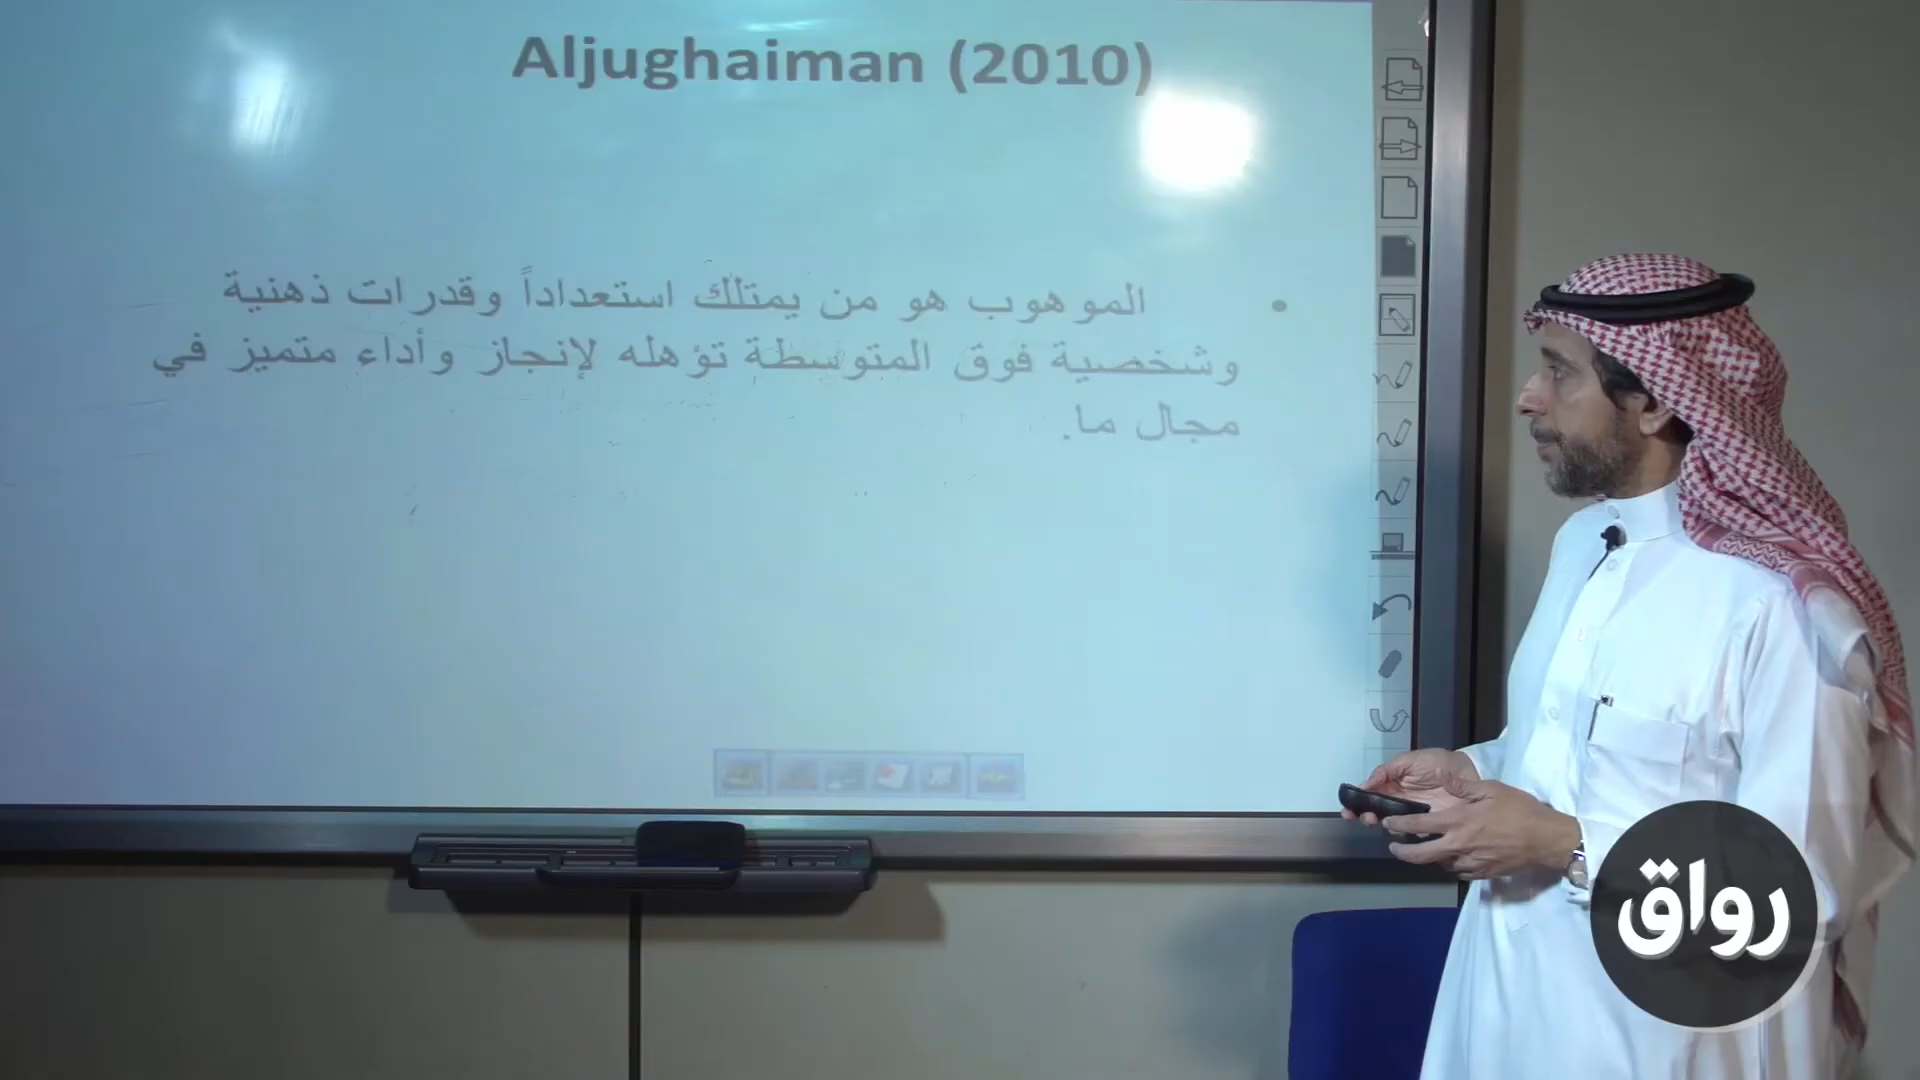 Aljughaiman (2010)
• الموهوب هو من يمتلك استعداداً وقدرات ذهنية
وشخصية فوق المتوسطة تؤهله لإنجاز وأداء متميز في
مجال ما.
رواق